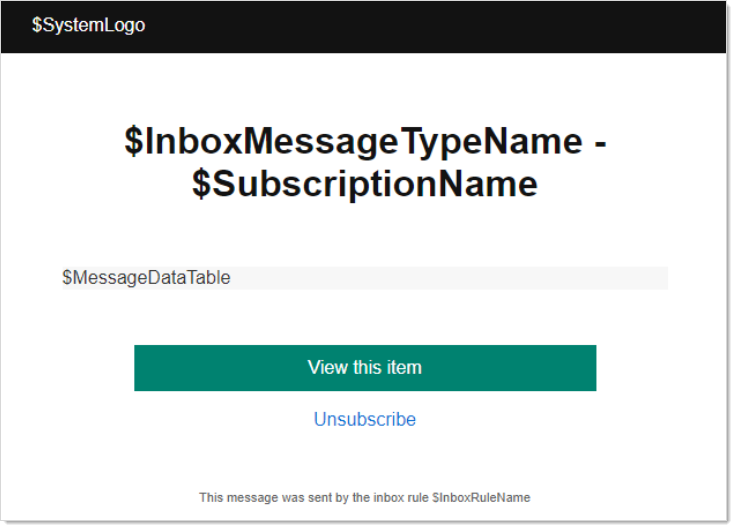 $SystemLogo
$InboxMessageTypeName -
$SubscriptionName
$MessageDataTable
View this item
Unsubscribe
This message was sent by the inbox rule $InboxRuleName